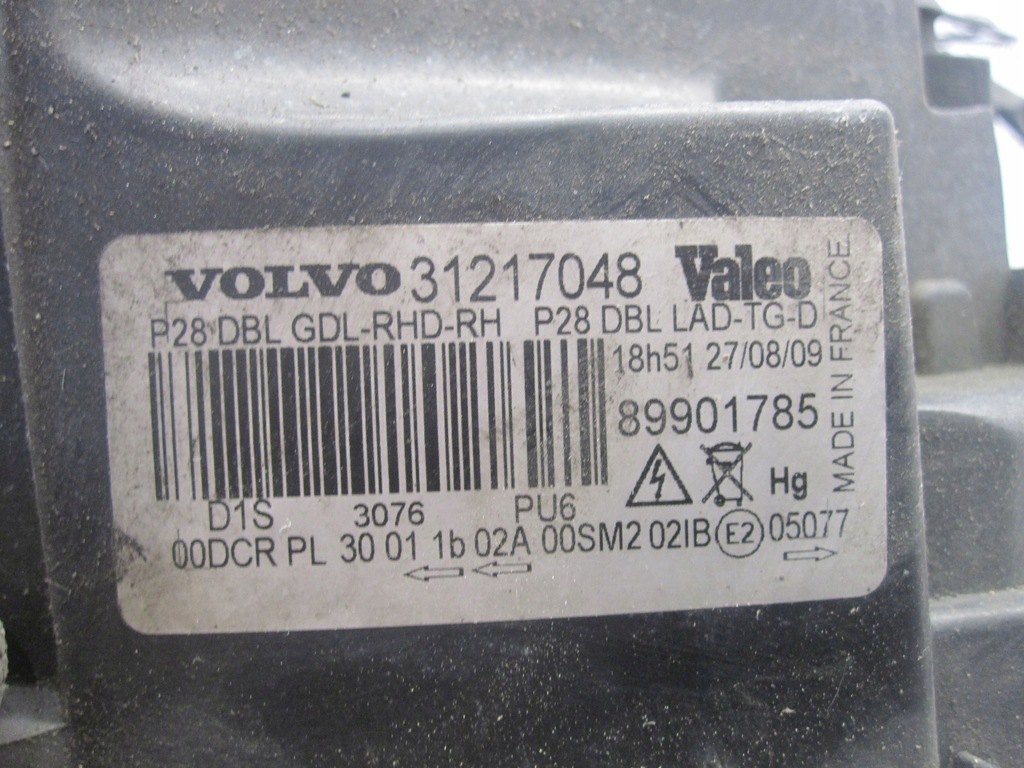 VOLVO 31217048 Valeo
P28 DBL GDL-RHD-RH P28 DBL LAD-TG-D
18h51 27/08/09
89901785
Hg
MADE IN FRANCE
D1S 3076 PU6
00DCR PL 30 01 1b 02A 00SM2 02IB E2 05077